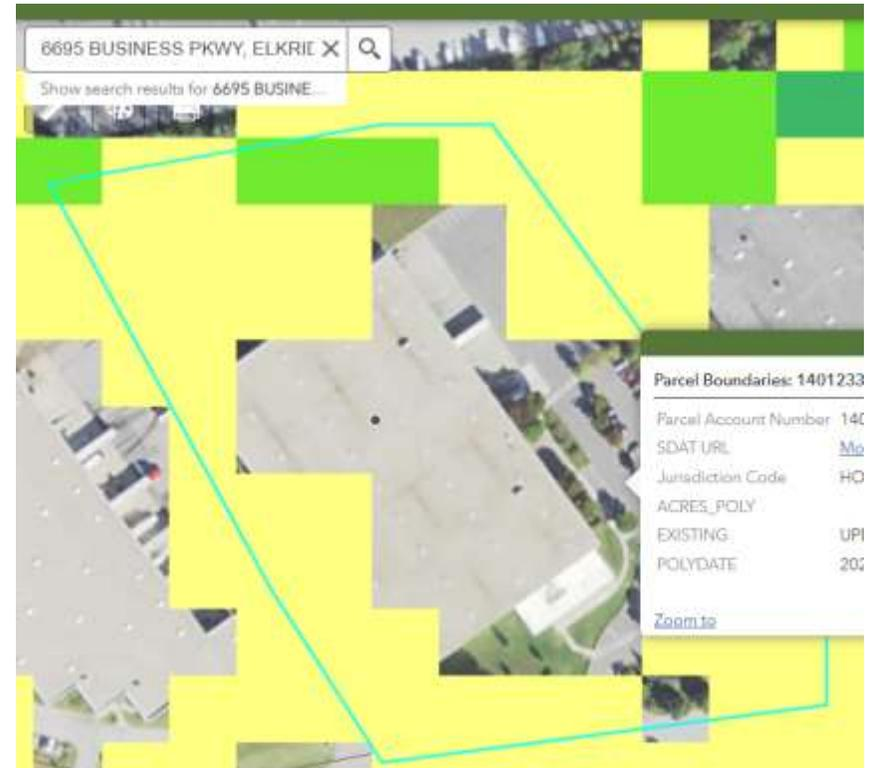 6695 BUSINESS PKWY, ELKRID
Show search results for 6695 BUSINE...
Parcel Boundaries: 1401233
Parcel Account Number 140
SDAT URL Mo
Jurisdiction Code HO
ACRES_POLY
EXISTING UPD
POLYDATE 202
Zoom to